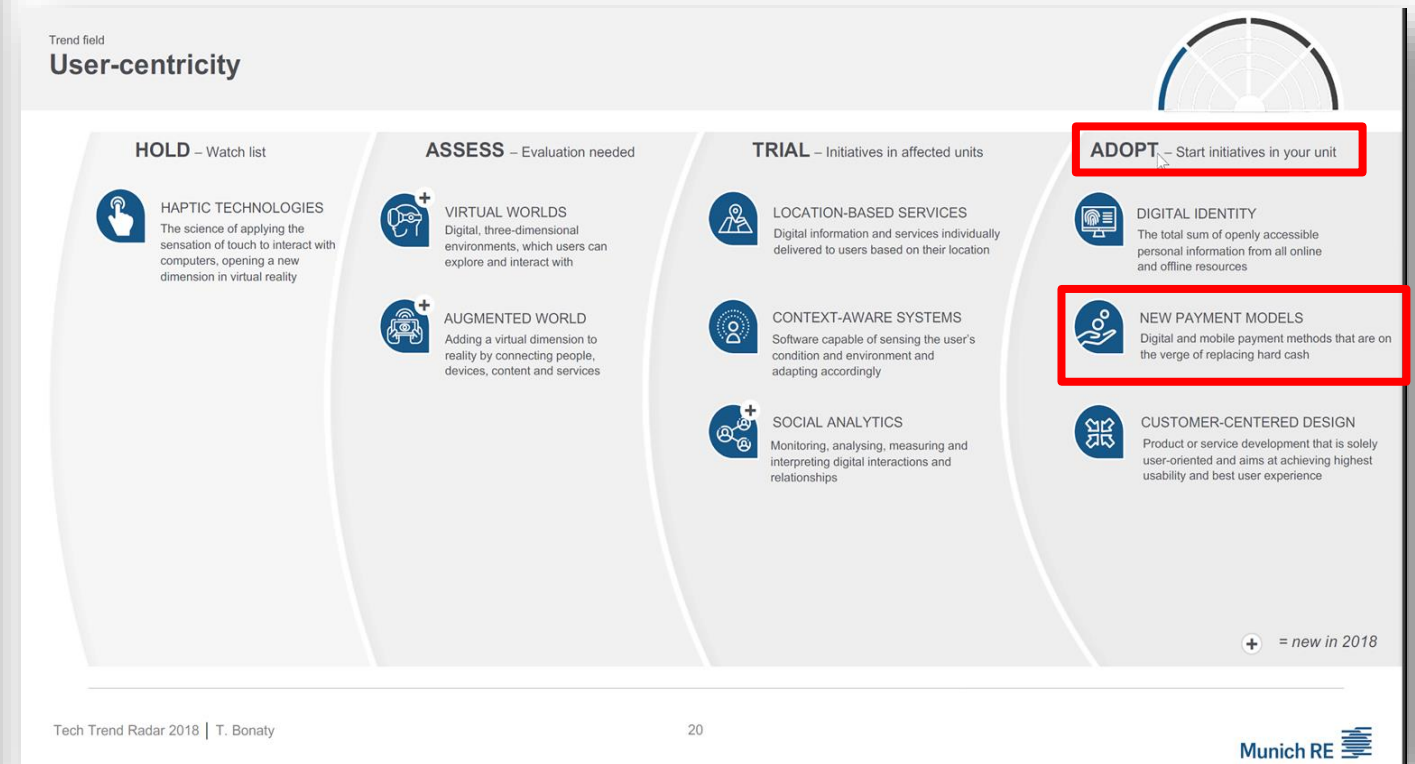 Trend field
User-centricity
HOLD – Watch list
HAPTIC TECHNOLOGIES
The science of applying the
sensation of touch to interact with
computers, opening a new
dimension in virtual reality
ASSESS – Evaluation needed
VIRTUAL WORLDS
Digital, three-dimensional
environments, which users can
explore and interact with
AUGMENTED WORLD
Adding a virtual dimension to
reality by connecting people,
devices, content and services
TRIAL – Initiatives in affected units
LOCATION-BASED SERVICES
Digital information and services individually
delivered to users based on their location
CONTEXT-AWARE SYSTEMS
Software capable of sensing the user's
condition and environment and
adapting accordingly
SOCIAL ANALYTICS
Monitoring, analysing, measuring and
interpreting digital interactions and
relationships
ADOPT – Start initiatives in your unit
DIGITAL IDENTITY
The total sum of openly accessible
personal information from all online
and offline resources
NEW PAYMENT MODELS
Digital and mobile payment methods that are on
the verge of replacing hard cash
CUSTOMER-CENTERED DESIGN
Product or service development that is solely
user-oriented and aims at achieving highest
usability and best user experience
+ = new in 2018
Tech Trend Radar 2018 | T. Bonaty
20
Munich RE